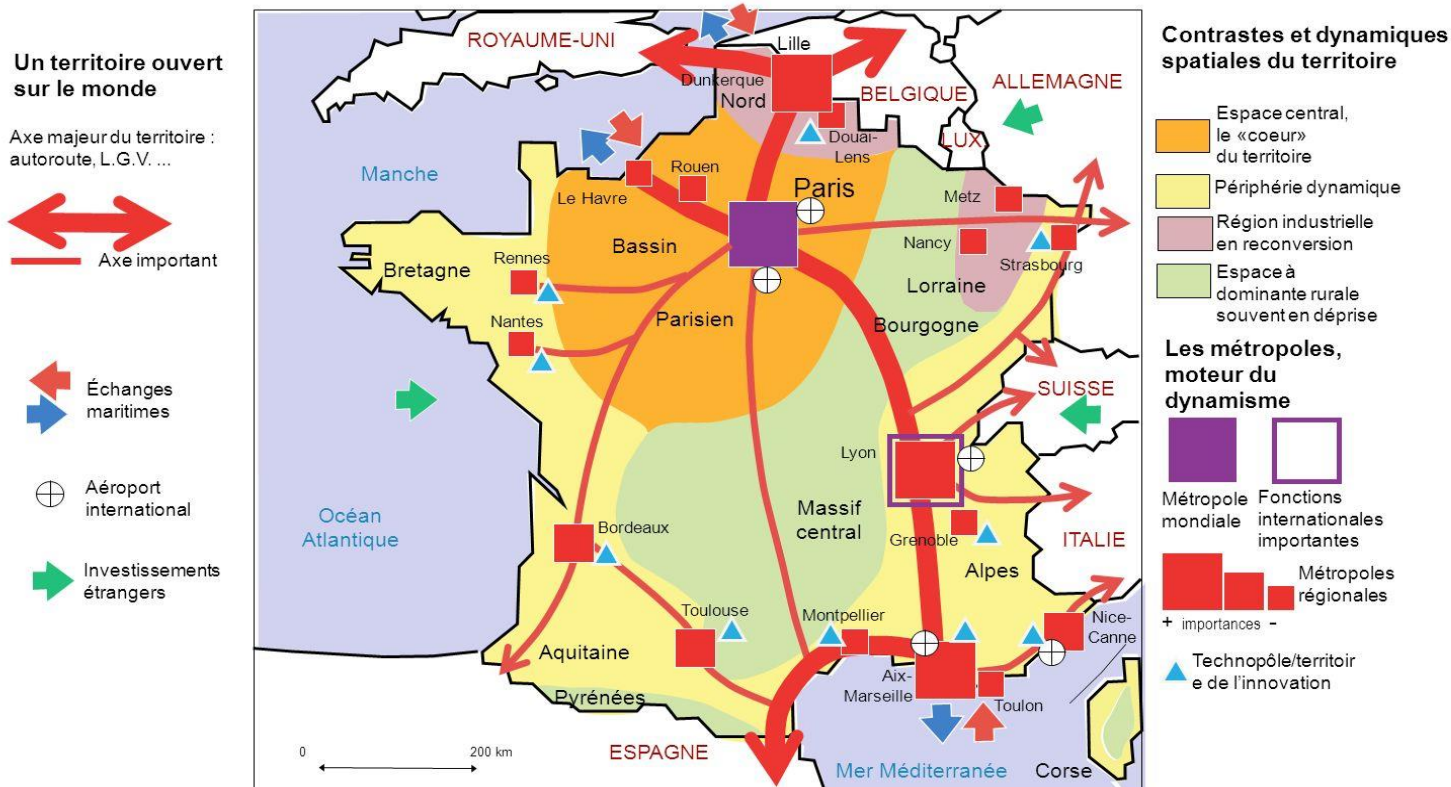 Un territoire ouvert
sur le monde
Axe majeur du territoire :
autoroute, L.G.V. ...
Axe important
Échanges
maritimes
Aéroport
international
Investissements
étrangers
ROYAUME-UNI
Lille
Dunkerque
Nord
BELGIQUE
ALLEMAGNE
LUX
Douai-
Lens
Manche
Le Havre
Rouen
Paris
Metz
Nancy
Strasbourg
Lorraine
Bretagne
Rennes
Bassin
Nantes
Parisien
Bourgogne
SUISSE
Lyon
Océan
Atlantique
Massif
central
Bordeaux
Grenoble
Alpes
ITALIE
Toulouse
Montpellier
Nice-
Canne
Aquitaine
Aix-
Marseille
Toulon
Pyrénées
ESPAGNE
Mer Méditerranée
Corse
0
200 km
Contrastes et dynamiques
spatiales du territoire
Espace central,
le «coeur»
du territoire
Périphérie dynamique
Région industrielle
en reconversion
Espace à
dominante rurale
souvent en déprise
Les métropoles,
moteur du
dynamisme
Métropole
mondiale
Fonctions
internationales
importantes
Métropoles
régionales
+ importances -
Technopôle/territoir
e de l'innovation